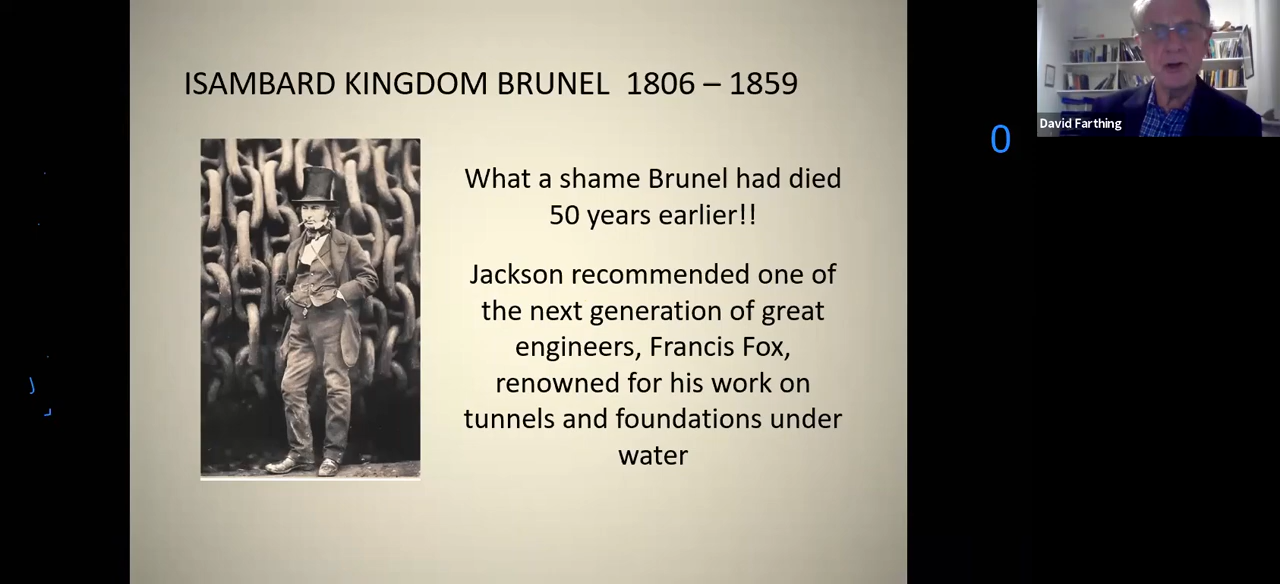 ISAMBARD KINGDOM BRUNEL 1806 – 1859
What a shame Brunel had died
50 years earlier!!
Jackson recommended one of
the next generation of great
engineers, Francis Fox,
renowned for his work on
tunnels and foundations under
water
David Farthing
0